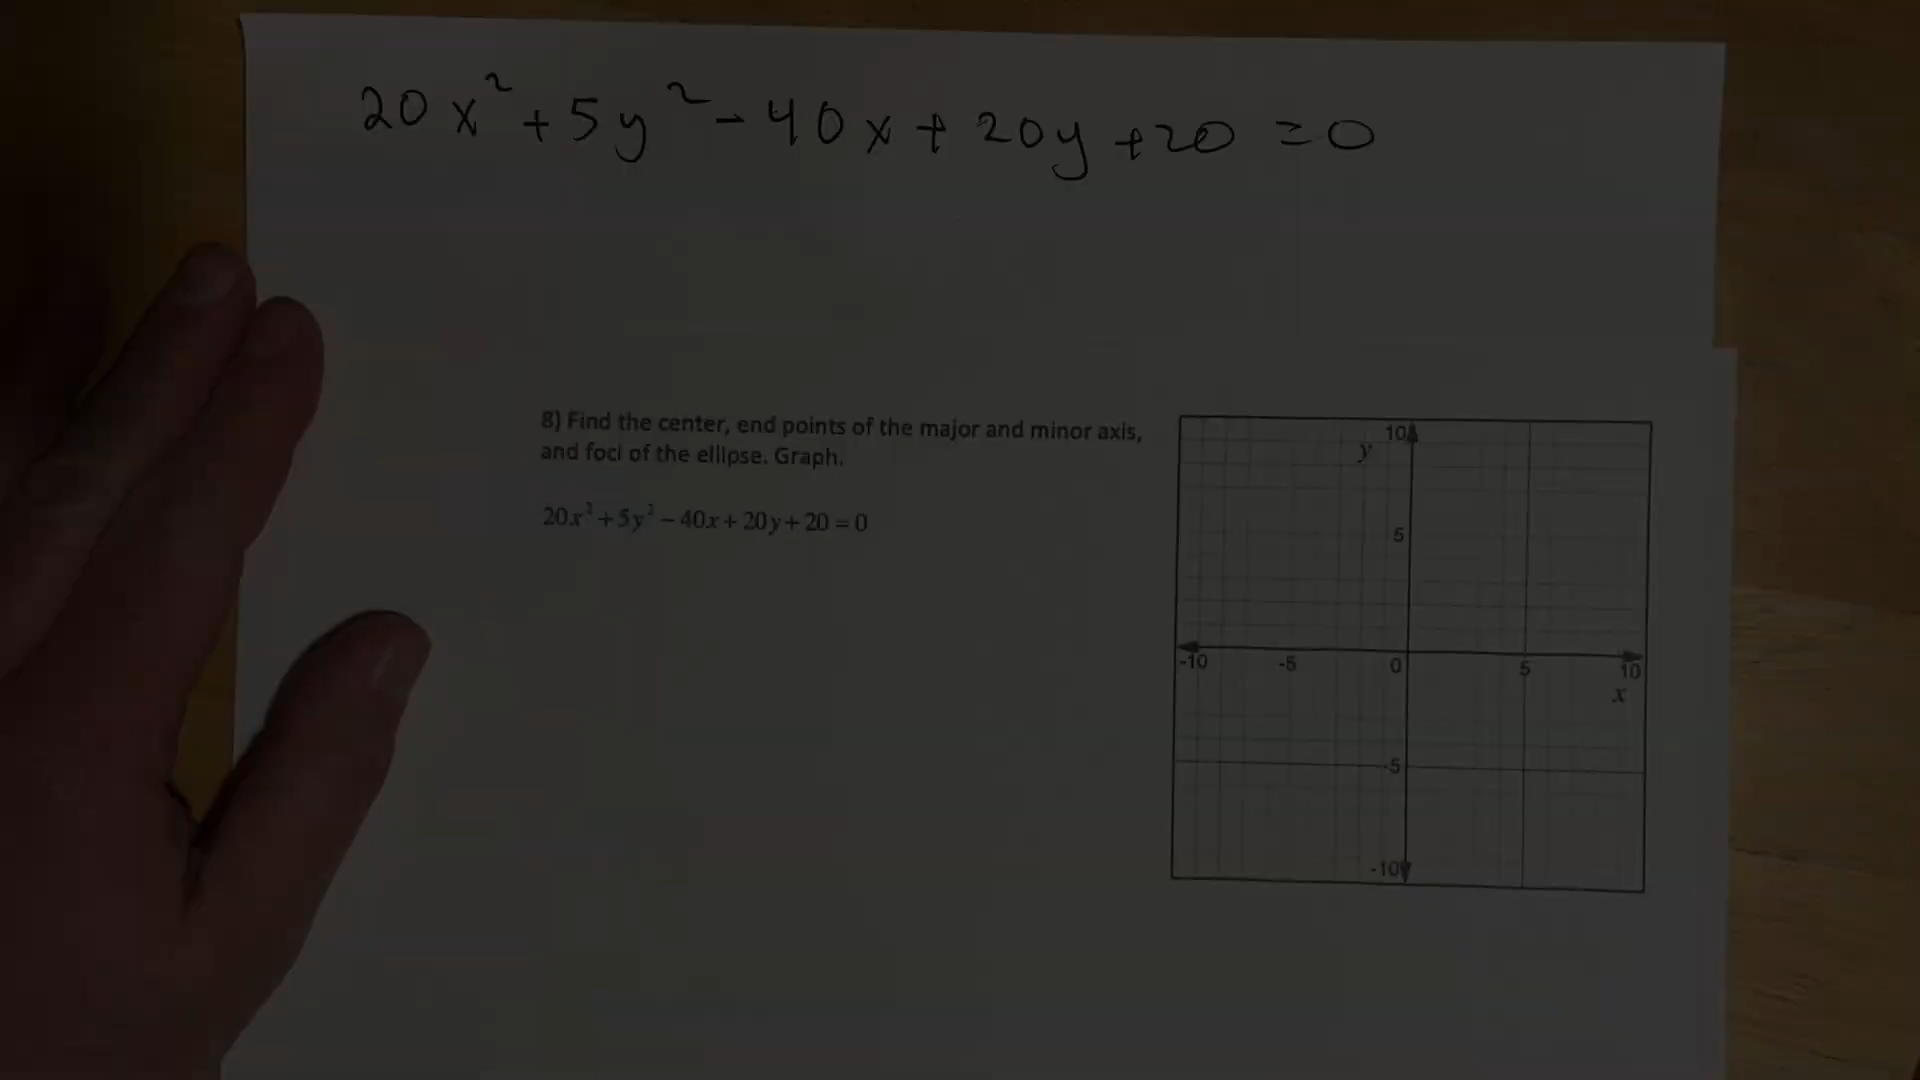 20x² + 5y² - 40x + 20y + 20 = 0
8) Find the center, end points of the major and minor axis,
and foci of the ellipse. Graph.
20x² + 5y² − 40x + 20y + 20 = 0
10
y
5
-10 -5 0 5 10
x
-5
-10